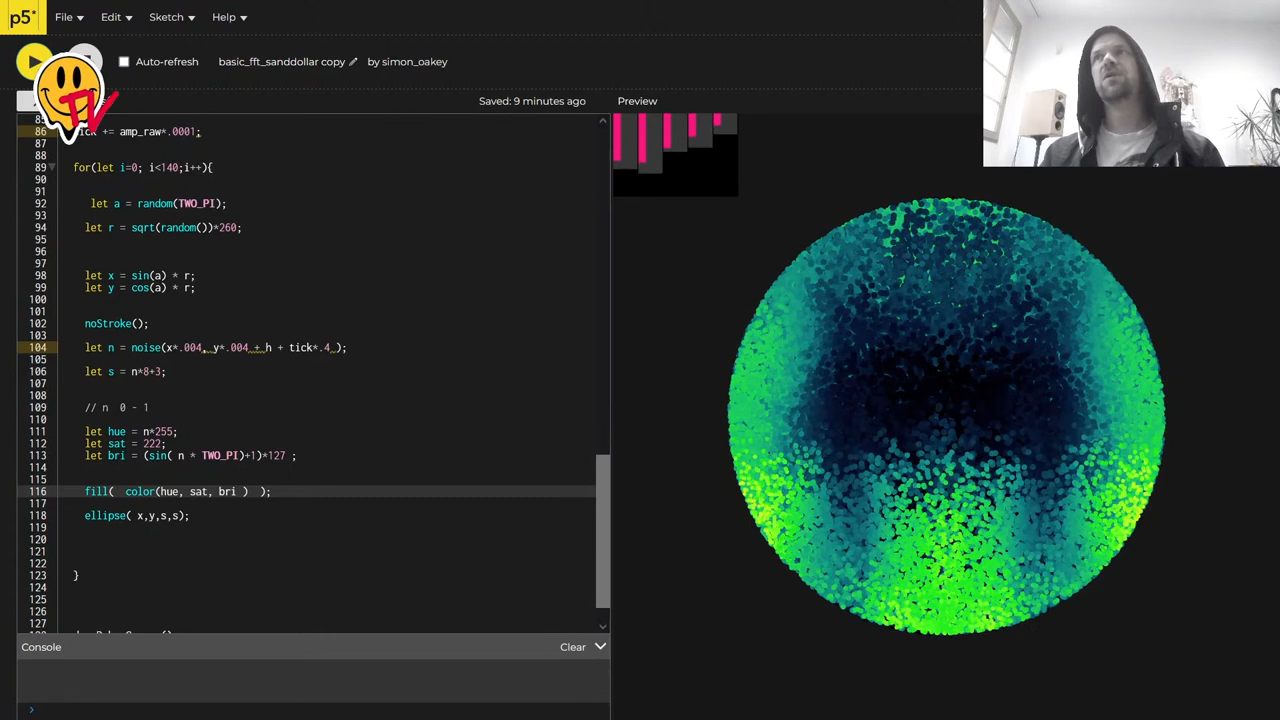 p5*
File
Edit
Sketch
Help
Auto-refresh
basic_fft_sanddollar copy
by simon_oakey
Saved: 9 minutes ago
Preview
TV
86 += amp_raw*.0001;
87
88
89 for(let i=0; i<140;i++){
90
91
92 let a = random(TWO_PI);
93
94 let r = sqrt(random())*260;
95
96
97
98 let x = sin(a) * r;
99 let y = cos(a) * r;
100
101
102 noStroke();
103
104 let n = noise(x*.004, y*.004 + h + tick*.4 );
105
106 let s = n*8+3;
107
108
109 // n 0 - 1
110
111 let hue = n*255;
112 let sat = 222;
113 let bri = (sin( n * TWO_PI)+1)*127 ;
114
115
116 fill( color(hue, sat, bri ) );
117
118 ellipse( x,y,s,s);
119
120
121
122
123 }
124
125
126
127
Console
Clear
>